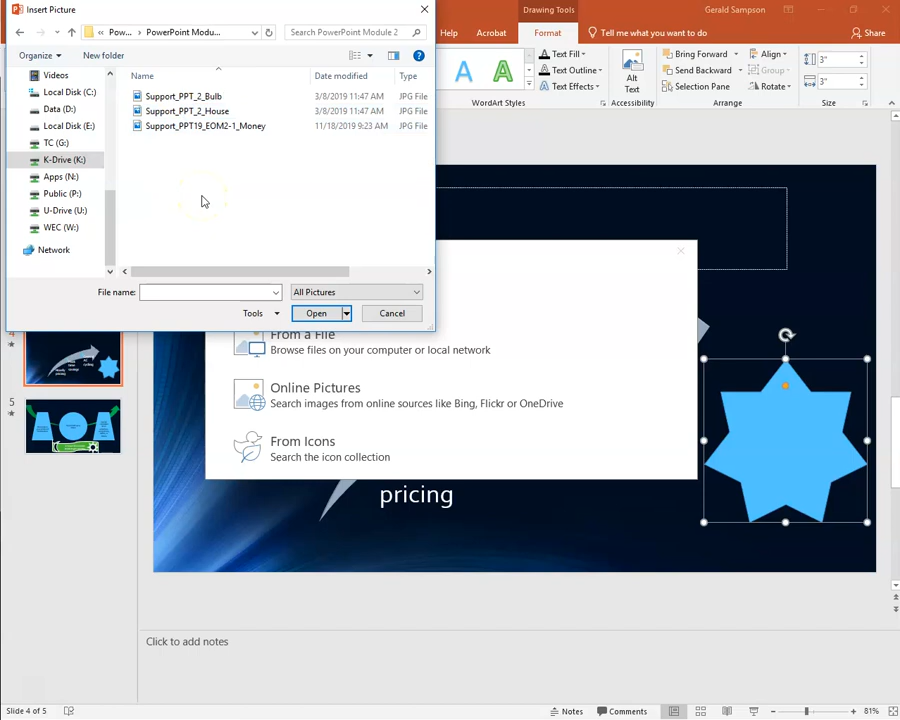 Insert Picture
Drawing Tools
Gerald Sampson
Pow...
PowerPoint Modu...
Search PowerPoint Module 2
Help
Acrobat
Format
Tell me what you want to do
Share
Organize
New folder
Text Fill
Text Outline
Text Effects
WordArt Styles
Alt
Text
Accessibility
Bring Forward
Send Backward
Selection Pane
Align
Group
Rotate
3"
3"
Size
Videos
Local Disk (C:)
Data (D:)
Local Disk (E:)
TC (G:)
K-Drive (K:)
Apps (N:)
Public (P:)
U-Drive (U:)
WEC (W:)
Network
Name
Date modified
Type
Support_PPT_2_Bulb
3/8/2019 11:47 AM
JPG File
Support_PPT_2_House
3/8/2019 11:47 AM
JPG File
Support_PPT19_EOM2-1_Money
11/18/2019 9:23 AM
JPG File
File name:
All Pictures
Tools
Open
Cancel
From a File
Browse files on your computer or local network
Online Pictures
Search images from online sources like Bing, Flickr or OneDrive
From Icons
Search the icon collection
pricing
5
Click to add notes
Slide 4 of 5
Notes
Comments
81%